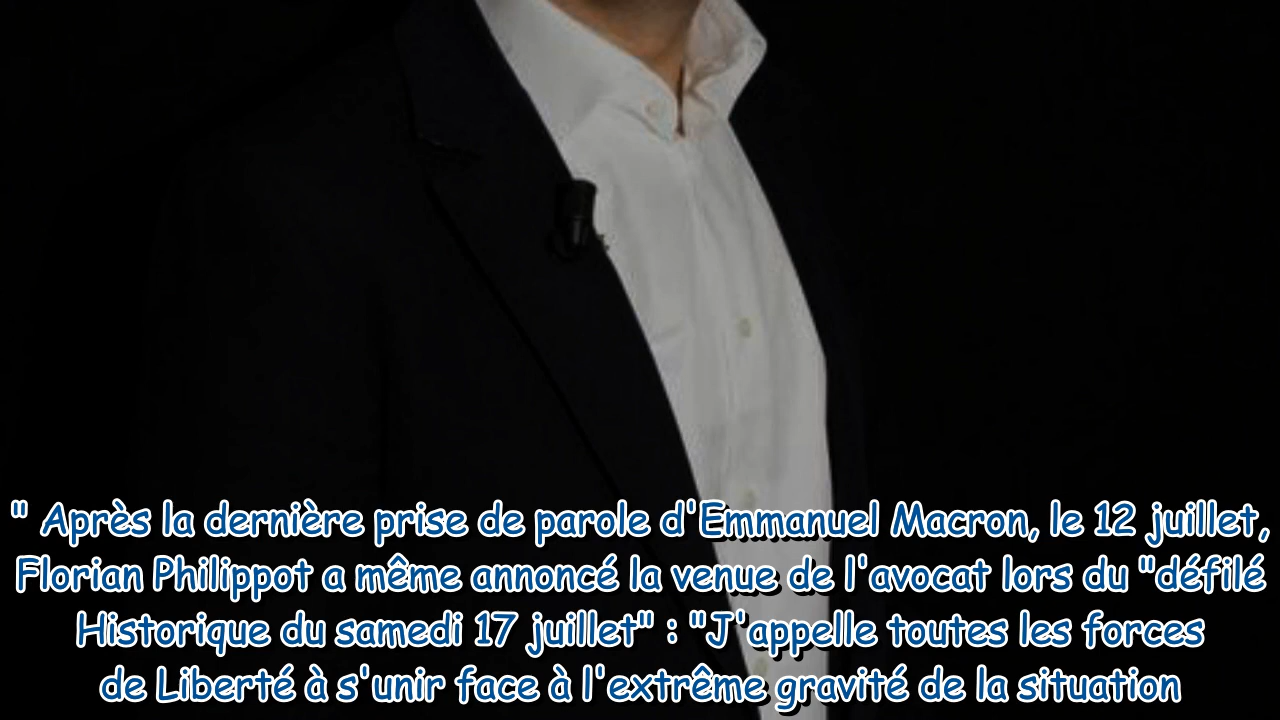 " Après la dernière prise de parole d'Emmanuel Macron, le 12 juillet,
Florian Philippot a même annoncé la venue de l'avocat lors du "défilé
Historique du samedi 17 juillet" : "J'appelle toutes les forces
de Liberté à s'unir face à l'extrême gravité de la situation